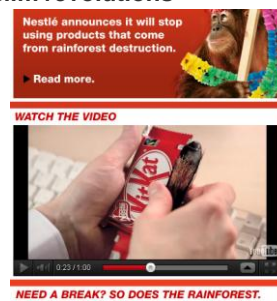 Nestlé announces it will stop
using products that come
from rainforest destruction.
Read more.
WATCH THE VIDEO
KitKat
0:23 / 1:00
NEED A BREAK? SO DOES THE RAINFOREST.